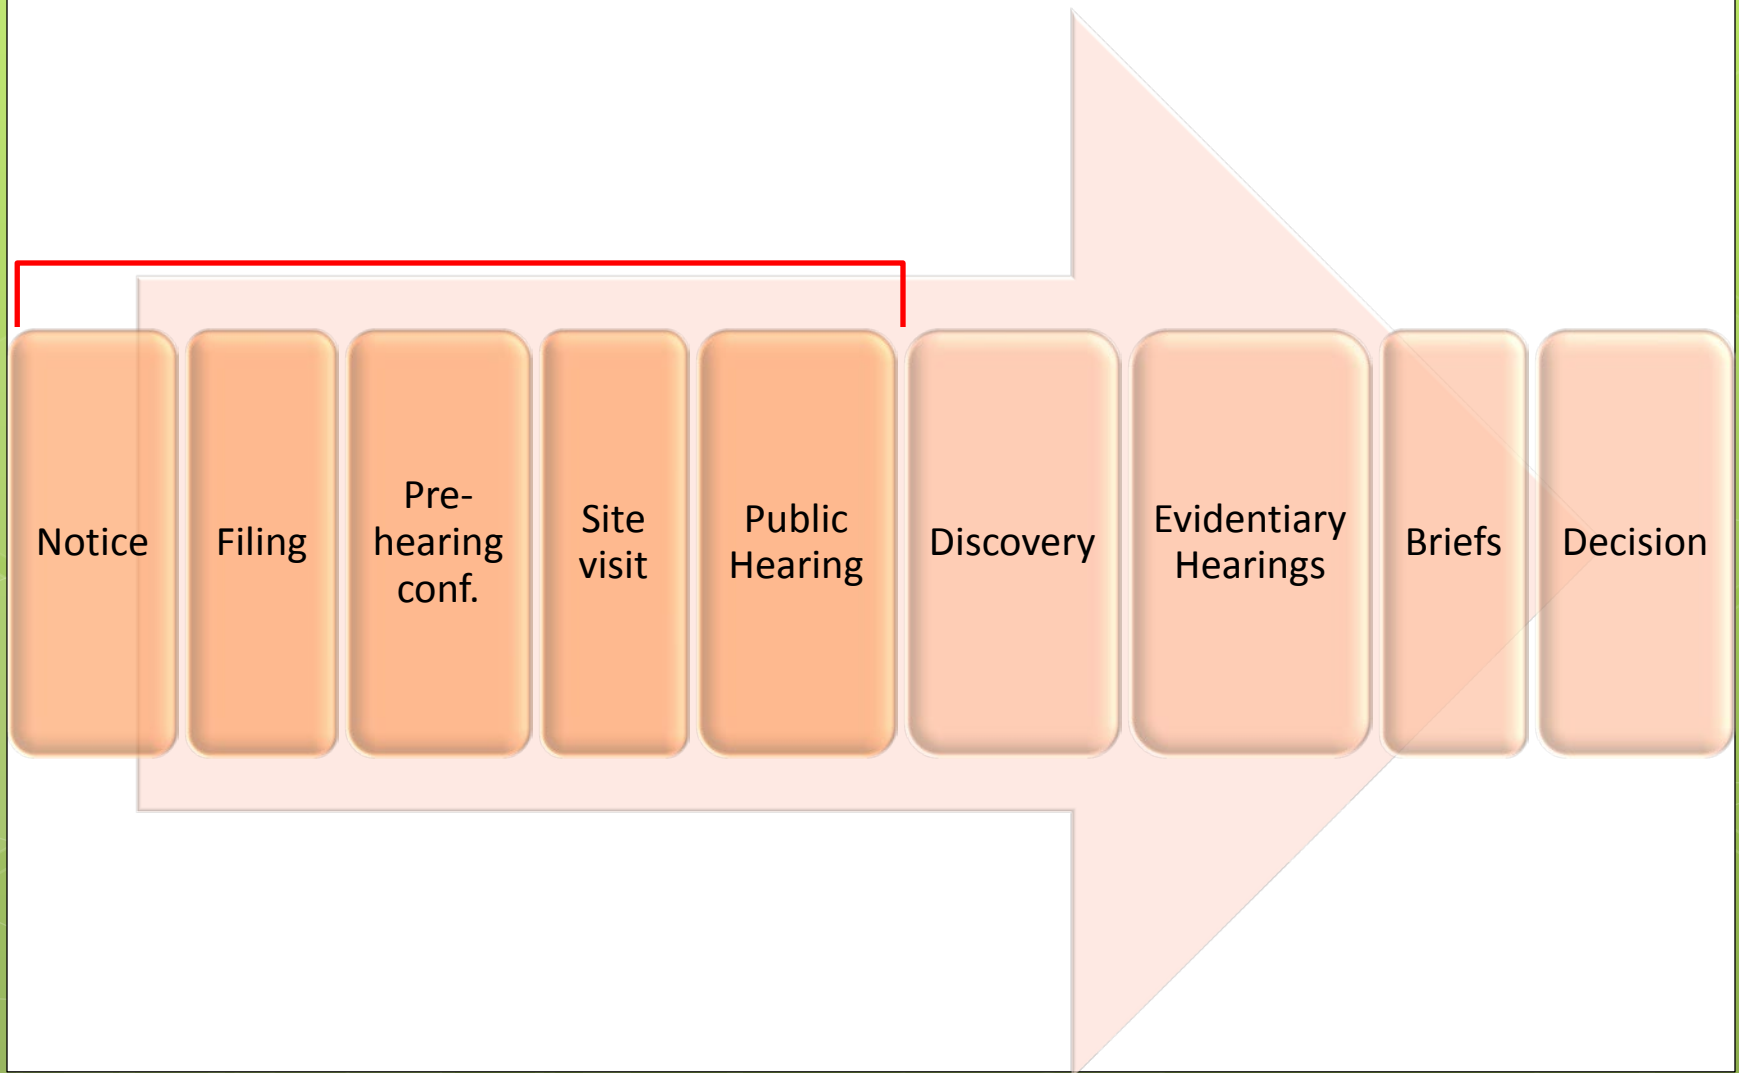 Notice
Filing
Pre-
hearing
conf.
Site
visit
Public
Hearing
Discovery
Evidentiary
Hearings
Briefs
Decision